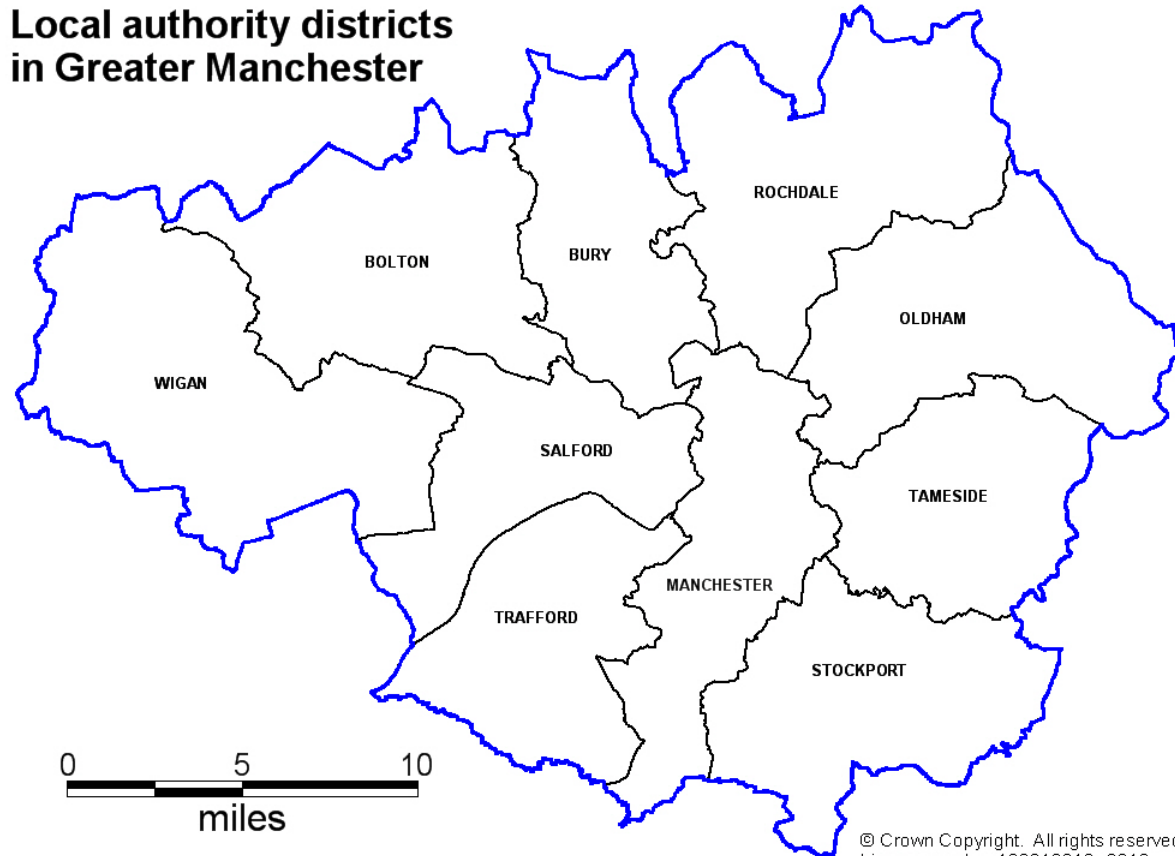 Local authority districts
in Greater Manchester
ROCHDALE
BOLTON
BURY
OLDHAM
WIGAN
SALFORD
TAMESIDE
MANCHESTER
TRAFFORD
STOCKPORT
0 5 10
miles
© Crown Copyright. All rights reserved